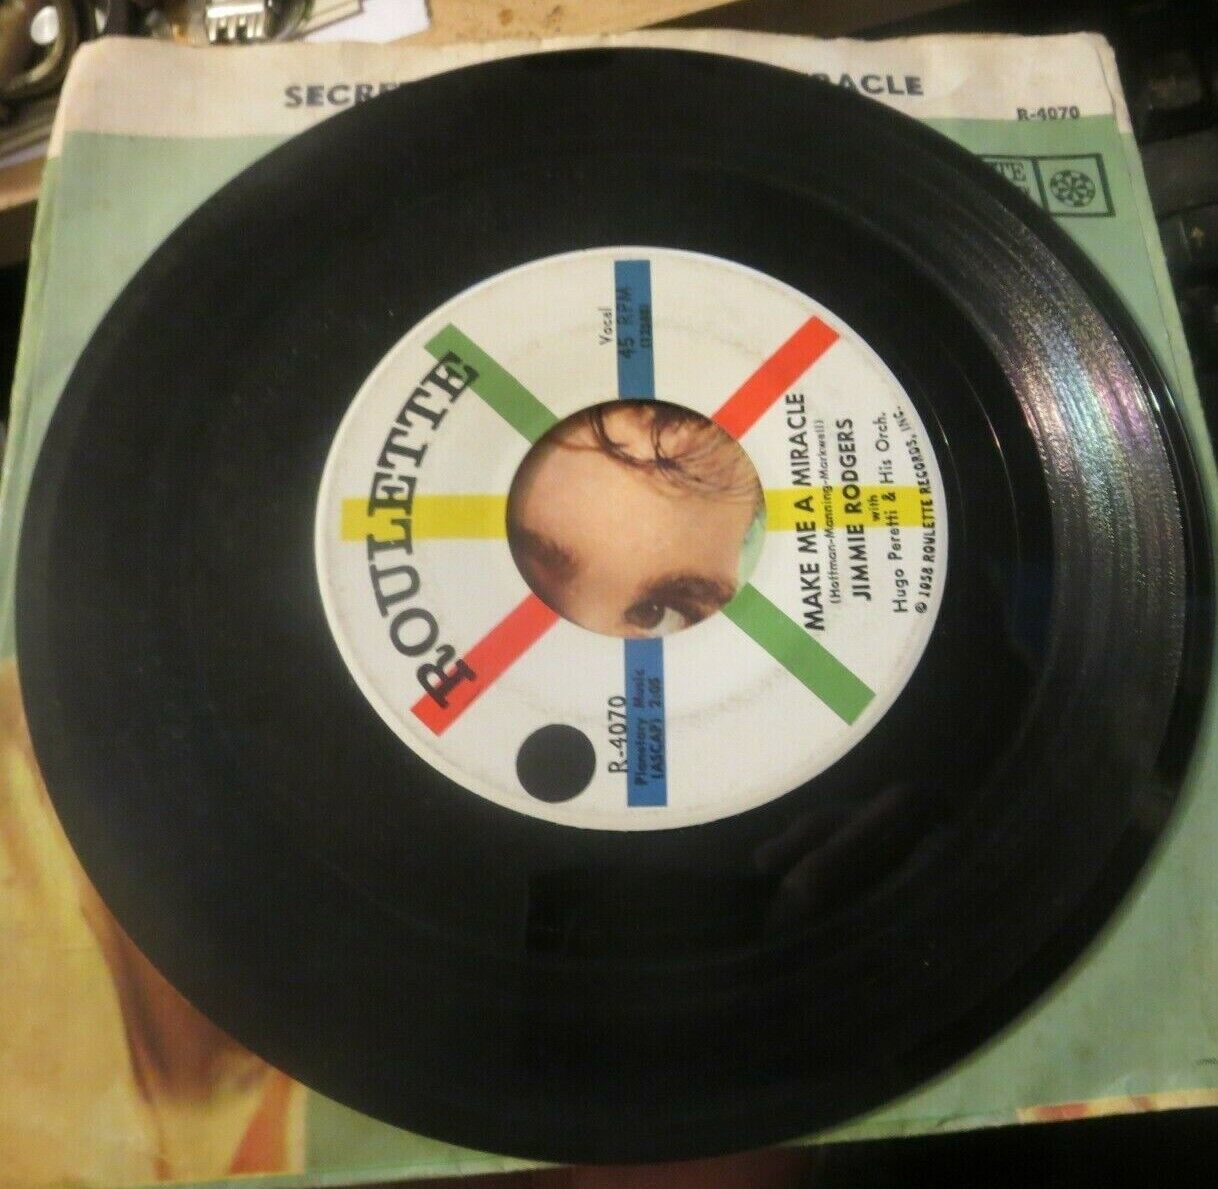 SECRE
RACLE
R-4070
TE
ROULETTE
Vocal
45 RPM
MAKE ME A MIRACLE
(Hoffman-Manning-Markwell)
JIMMIE RODGERS
with
Hugo Peretti & His Orch.
© 1958 ROULETTE RECORDS, INC.
R-4070
Planetary Music
(ASCAP) 2:05